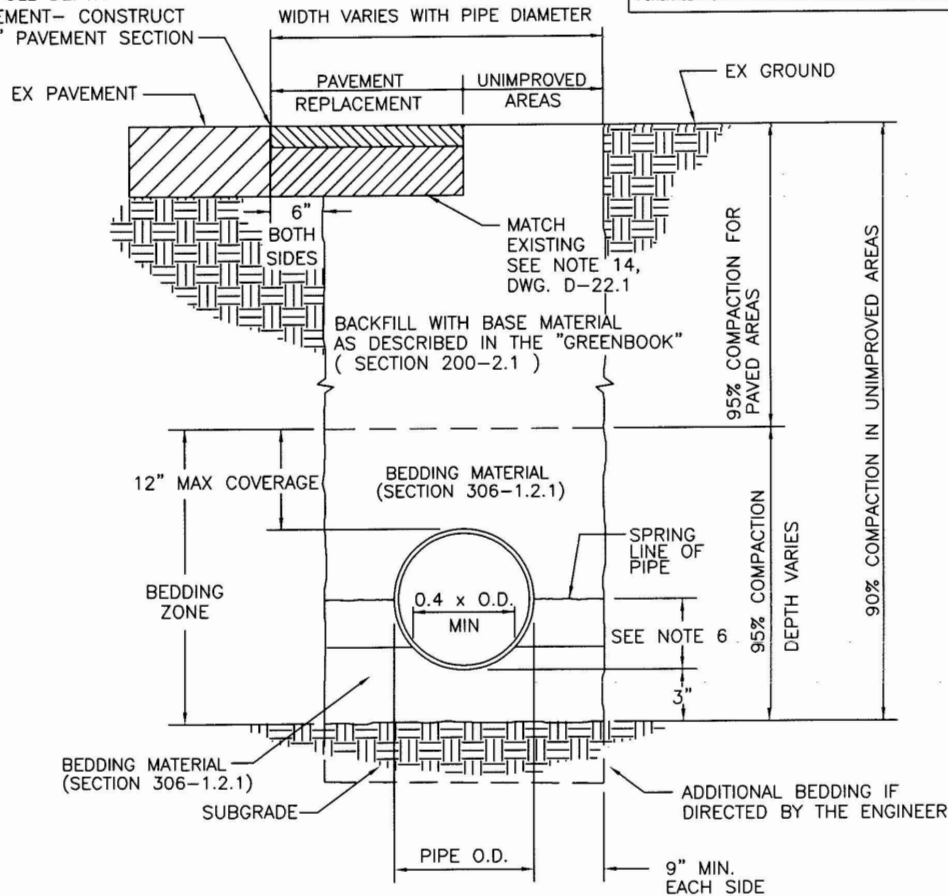 EMENT– CONSTRUCT
" PAVEMENT SECTION
WIDTH VARIES WITH PIPE DIAMETER
EX PAVEMENT
PAVEMENT
REPLACEMENT
UNIMPROVED
AREAS
EX GROUND
6"
BOTH
SIDES
MATCH
EXISTING
SEE NOTE 14,
DWG. D-22.1
BACKFILL WITH BASE MATERIAL
AS DESCRIBED IN THE "GREENBOOK"
( SECTION 200-2.1 )
95% COMPACTION FOR
PAVED AREAS
90% COMPACTION IN UNIMPROVED AREAS
12" MAX COVERAGE
BEDDING MATERIAL
(SECTION 306-1.2.1)
SPRING
LINE OF
PIPE
BEDDING
ZONE
0.4 x O.D.
MIN
SEE NOTE 6
95% COMPACTION
DEPTH VARIES
3"
BEDDING MATERIAL
(SECTION 306-1.2.1)
SUBGRADE
ADDITIONAL BEDDING IF
DIRECTED BY THE ENGINEER
PIPE O.D.
9" MIN.
EACH SIDE